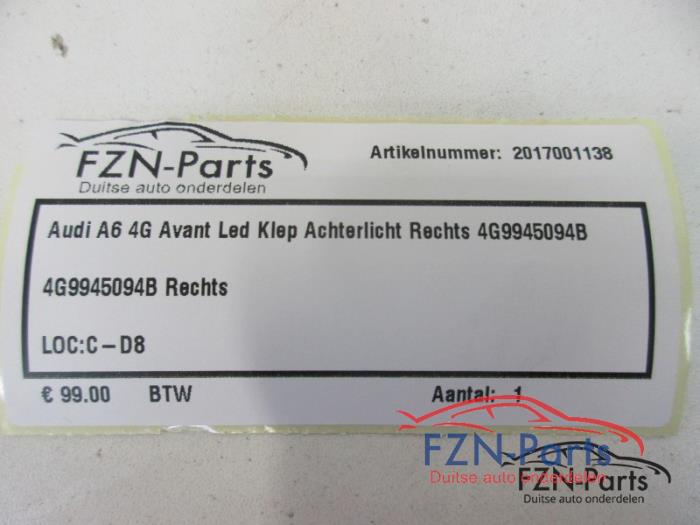 FZN-Parts
Duitse auto onderdelen
Artikelnummer: 2017001138
Audi A6 4G Avant Led Klep Achterlicht Rechts 4G9945094B
4G9945094B Rechts
LOC:C-D8
€ 99.00 BTW Aantal: 1
FZN-Parts
Duitse auto onderdelen
FZN-Parts
Duitse auto onderdelen